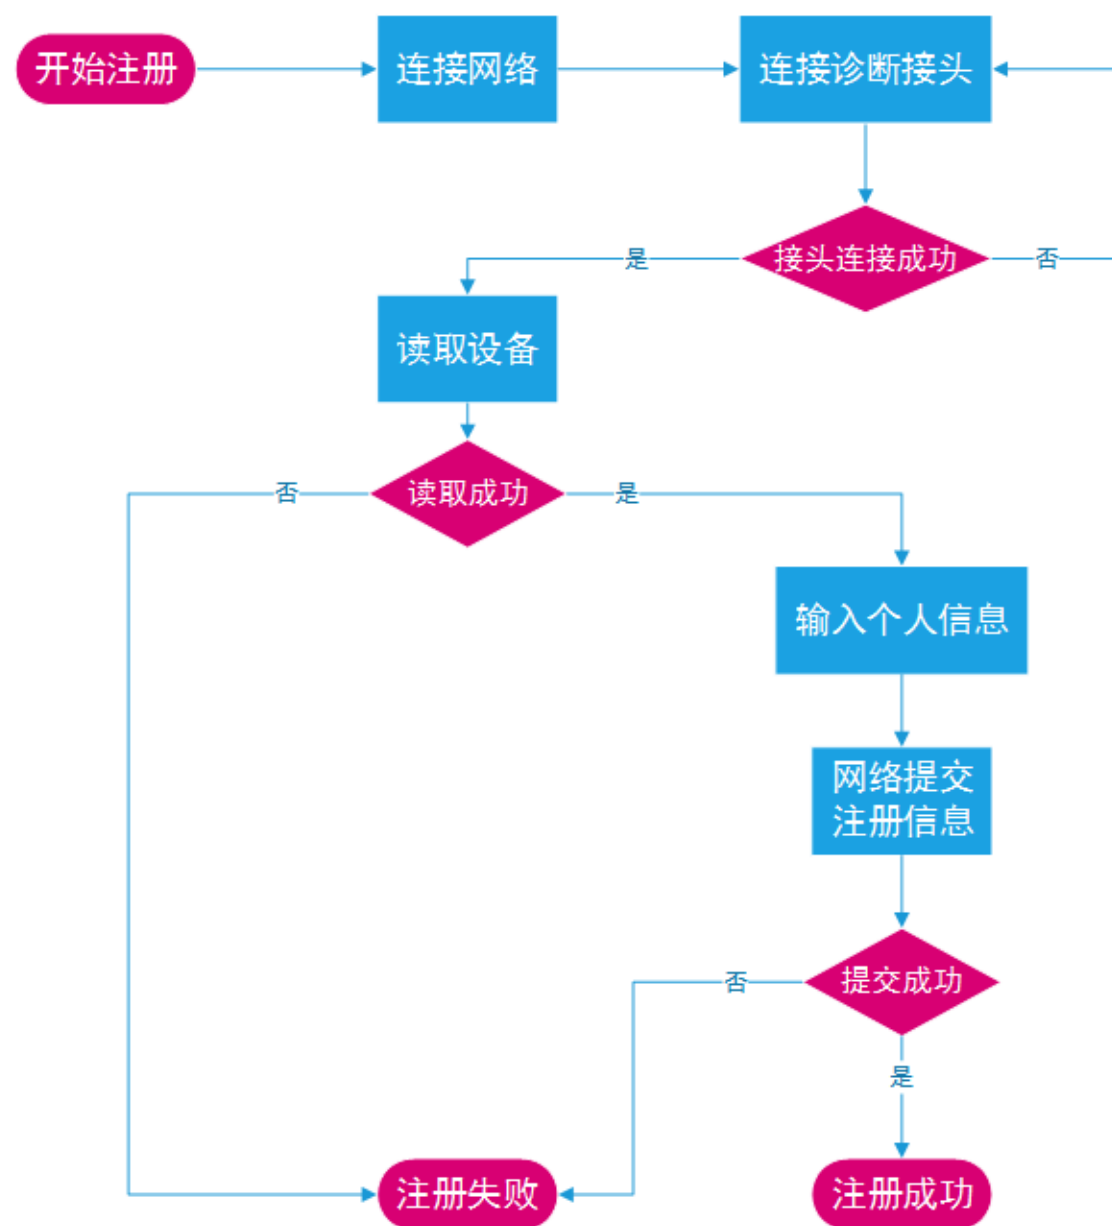 开始注册
连接网络
连接诊断接头
接头连接成功
是
否
读取设备
读取成功
否
是
输入个人信息
网络提交
注册信息
提交成功
否
是
注册失败
注册成功